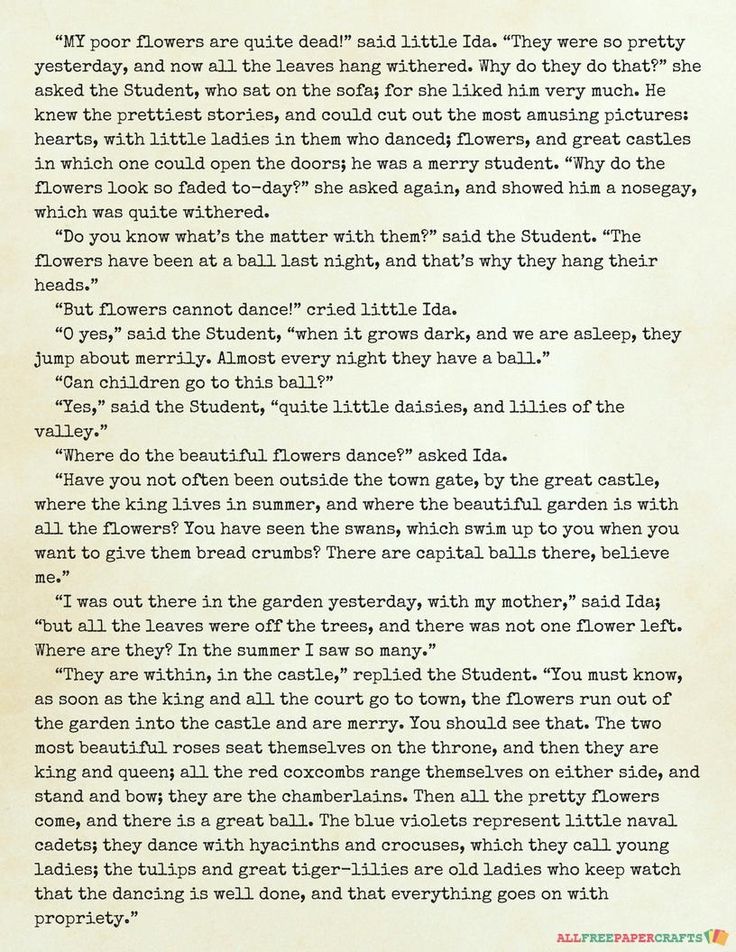 “MY poor flowers are quite dead!” said little Ida. “They were so pretty
yesterday, and now all the leaves hang withered. Why do they do that?” she
asked the Student, who sat on the sofa; for she liked him very much. He
knew the prettiest stories, and could cut out the most amusing pictures:
hearts, with little ladies in them who danced; flowers, and great castles
in which one could open the doors; he was a merry student. “Why do the
flowers look so faded to-day?” she asked again, and showed him a nosegay,
which was quite withered.
“Do you know what’s the matter with them?” said the Student. “The
flowers have been at a ball last night, and that’s why they hang their
heads.”
“But flowers cannot dance!” cried little Ida.
“O yes,” said the Student, “when it grows dark, and we are asleep, they
jump about merrily. Almost every night they have a ball.”
“Can children go to this ball?”
“Yes,” said the Student, “quite little daisies, and lilies of the
valley.”
“Where do the beautiful flowers dance?” asked Ida.
“Have you not often been outside the town gate, by the great castle,
where the king lives in summer, and where the beautiful garden is with
all the flowers? You have seen the swans, which swim up to you when you
want to give them bread crumbs? There are capital balls there, believe
me.”
“I was out there in the garden yesterday, with my mother,” said Ida;
“but all the leaves were off the trees, and there was not one flower left.
Where are they? In the summer I saw so many.”
“They are within, in the castle,” replied the Student. “You must know,
as soon as the king and all the court go to town, the flowers run out of
the garden into the castle and are merry. You should see that. The two
most beautiful roses seat themselves on the throne, and then they are
king and queen; all the red coxcombs range themselves on either side, and
stand and bow; they are the chamberlains. Then all the pretty flowers
come, and there is a great ball. The blue violets represent little naval
cadets; they dance with hyacinths and crocuses, which they call young
ladies; the tulips and great tiger-lilies are old ladies who keep watch
that the dancing is well done, and that everything goes on with
propriety.”
ALLFREEPAPERCRAFTS